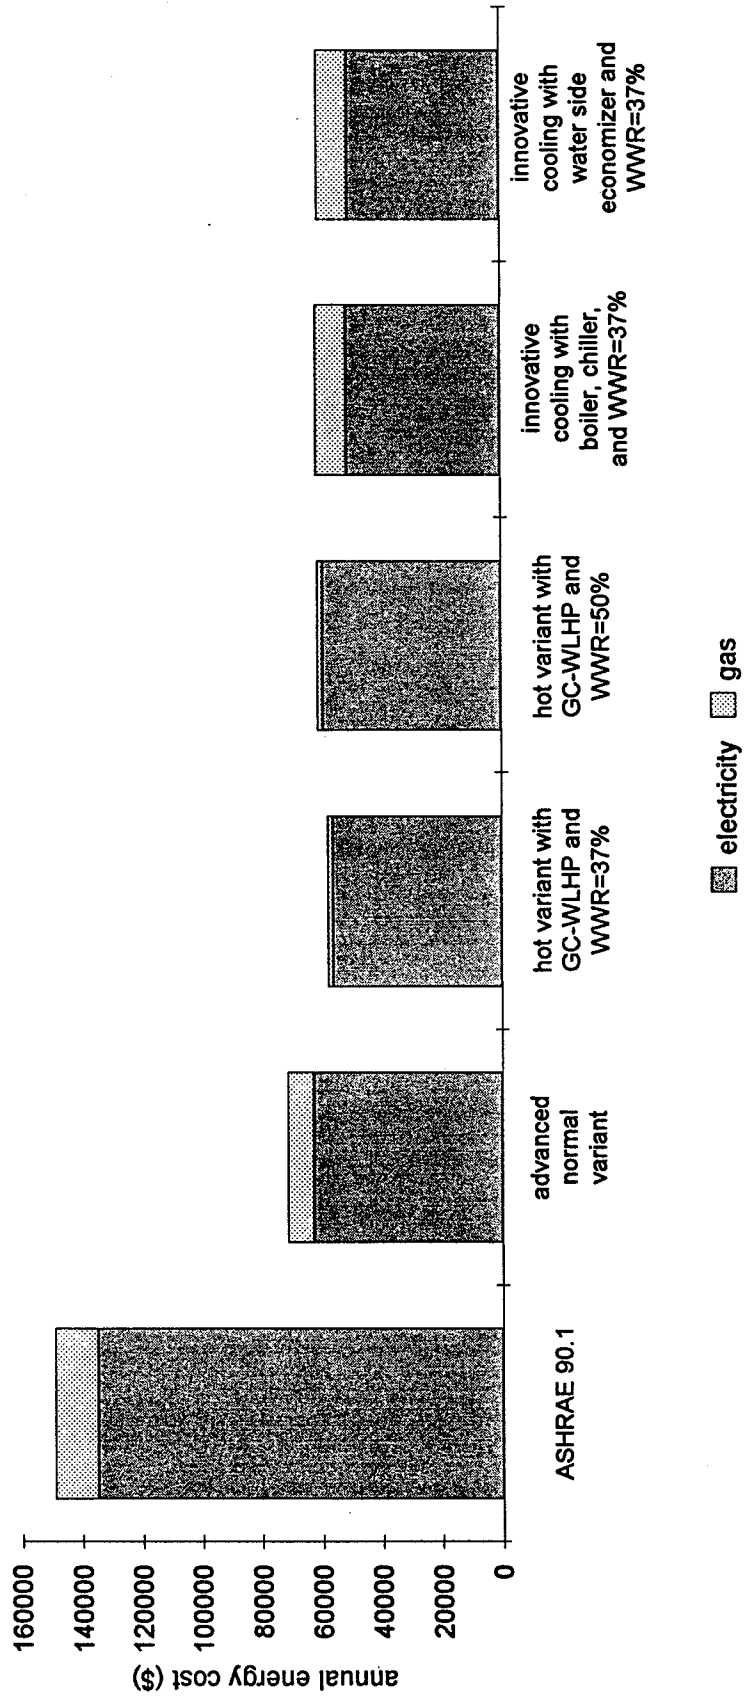 annual energy cost ($)
160000
140000
120000
100000
80000
60000
40000
20000
0
ASHRAE 90.1
advanced
normal
variant
hot variant with
GC-WLHP and
WWR=37%
hot variant with
GC-WLHP and
WWR=50%
innovative
cooling with
boiler, chiller,
and WWR=37%
innovative
cooling with
water side
economizer and
WWR=37%
electricity
gas